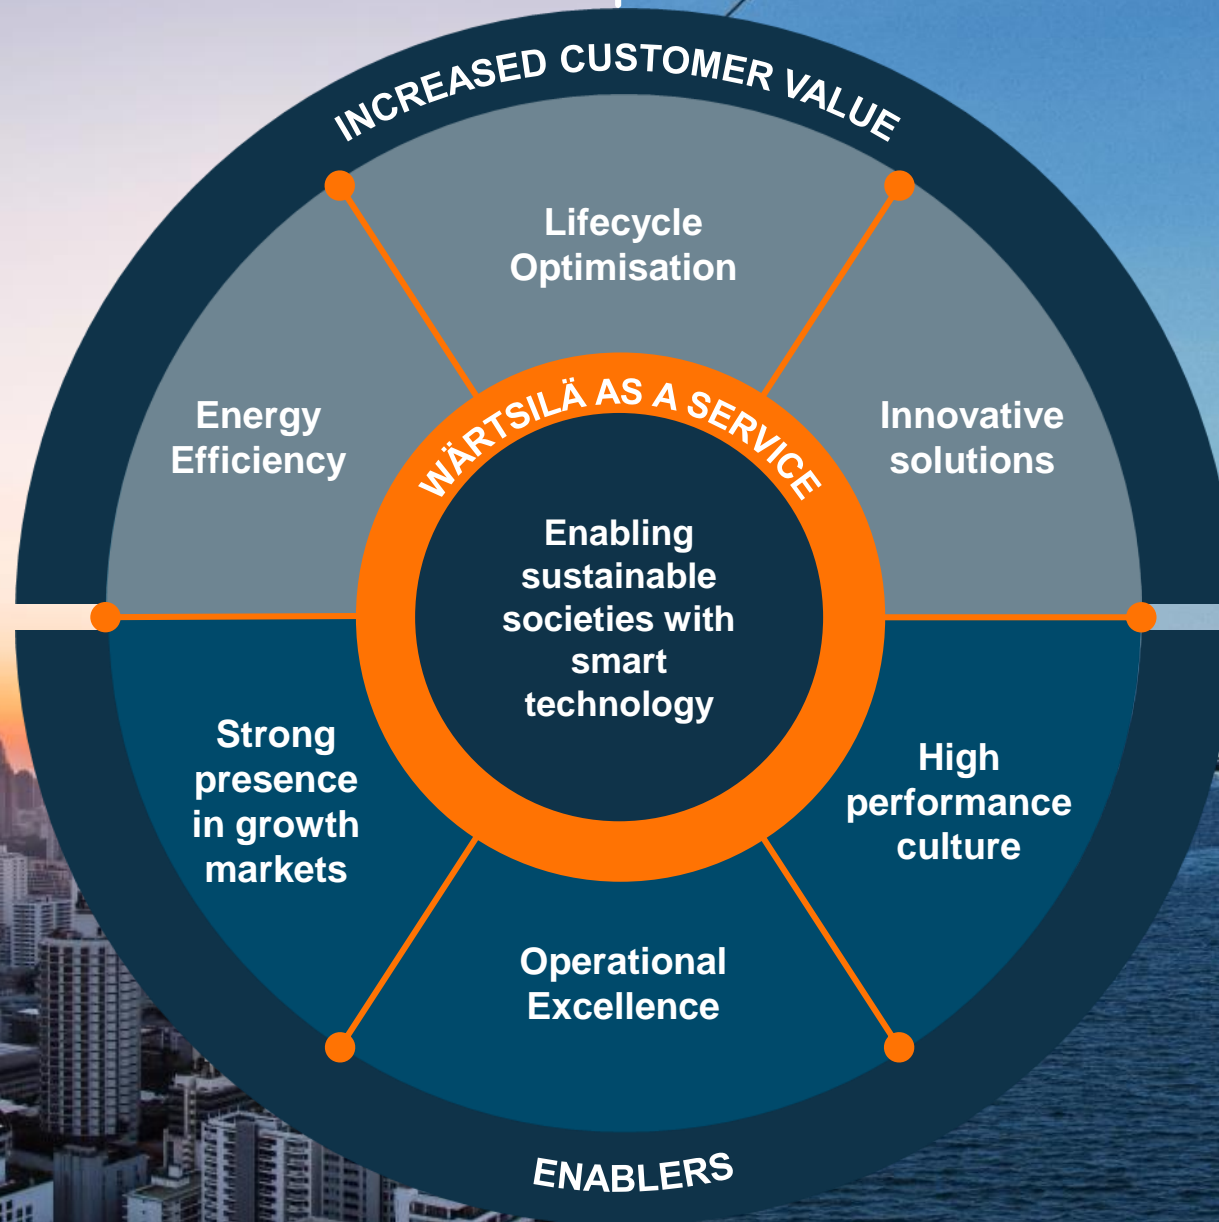 INCREASED CUSTOMER VALUE
Lifecycle
Optimisation
Energy
Efficiency
Innovative
solutions
WÄRTSILÄ AS A SERVICE
Enabling
sustainable
societies with
smart
technology
Strong
presence
in growth
markets
High
performance
culture
Operational
Excellence
ENABLERS